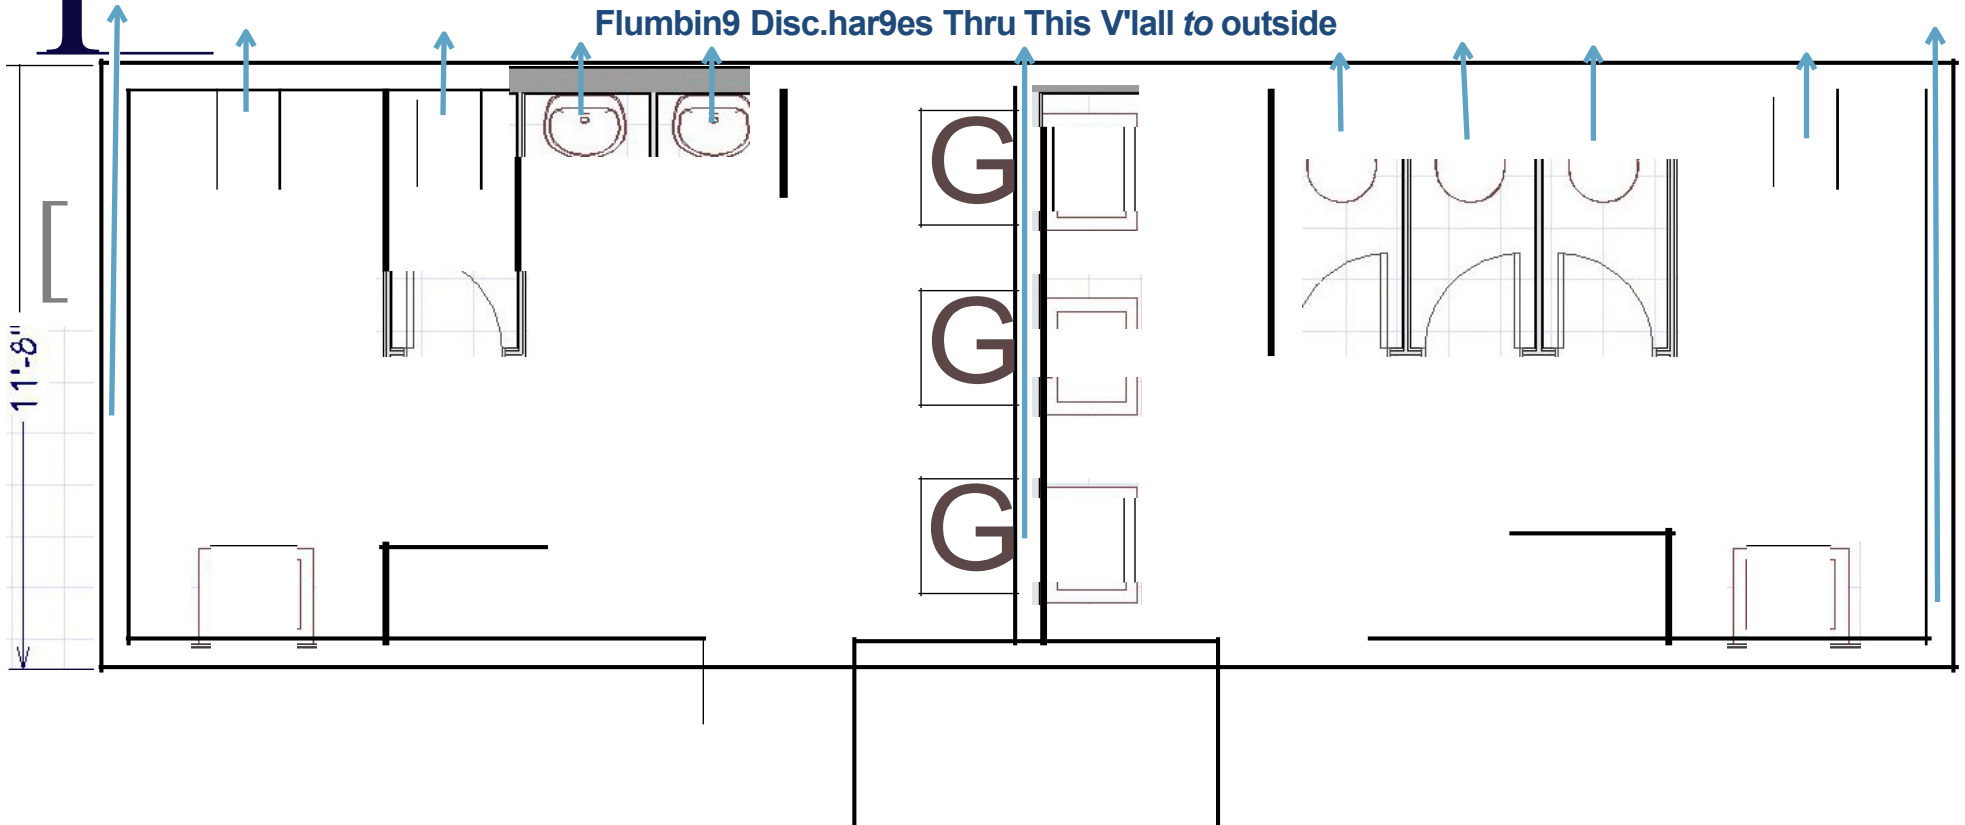 Flumbin9 Disc.har9es Thru This V'lall to outside
G
G
G
[
11'-8"